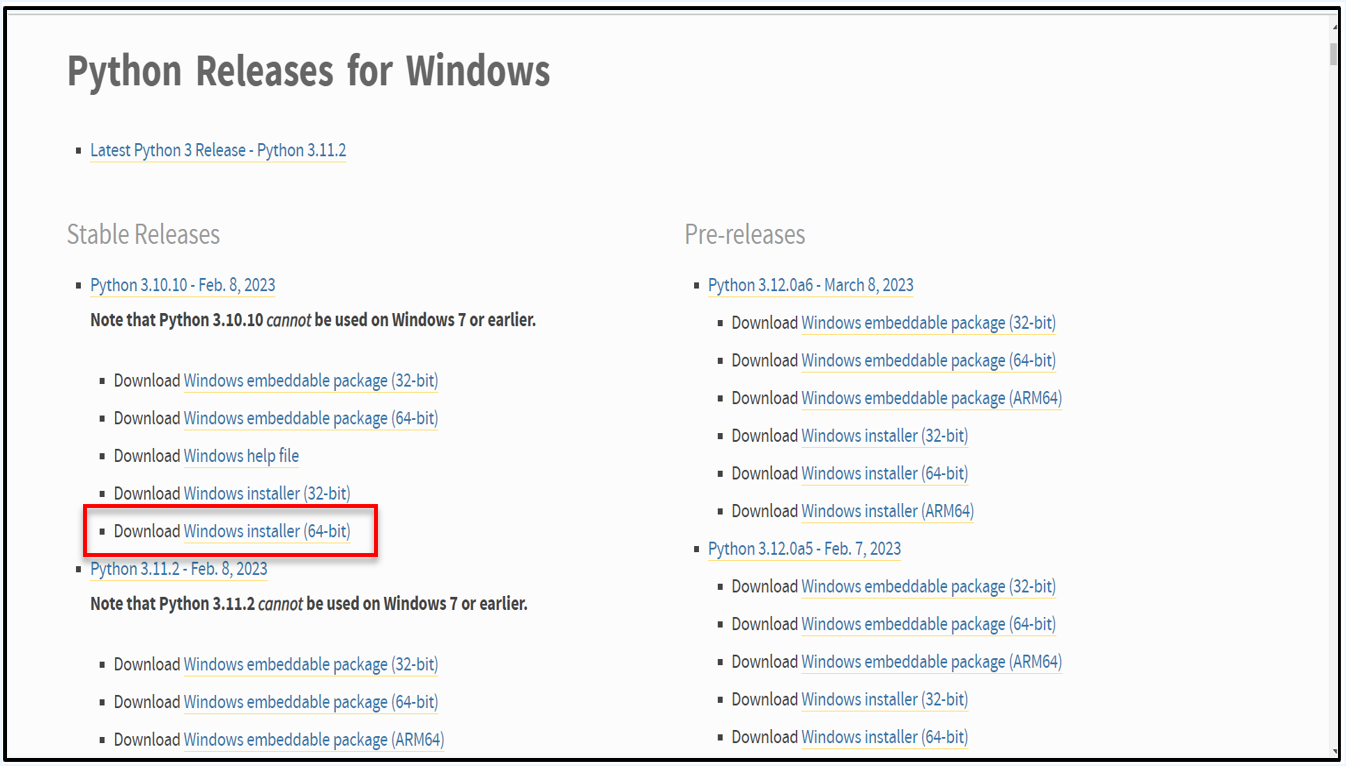 Python Releases for Windows
Latest Python 3 Release - Python 3.11.2
Stable Releases
Python 3.10.10 - Feb. 8, 2023
Note that Python 3.10.10 cannot be used on Windows 7 or earlier.
Download Windows embeddable package (32-bit)
Download Windows embeddable package (64-bit)
Download Windows help file
Download Windows installer (32-bit)
Download Windows installer (64-bit)
Python 3.11.2 - Feb. 8, 2023
Note that Python 3.11.2 cannot be used on Windows 7 or earlier.
Download Windows embeddable package (32-bit)
Download Windows embeddable package (64-bit)
Download Windows embeddable package (ARM64)
Pre-releases
Python 3.12.0a6 - March 8, 2023
Download Windows embeddable package (32-bit)
Download Windows embeddable package (64-bit)
Download Windows embeddable package (ARM64)
Download Windows installer (32-bit)
Download Windows installer (64-bit)
Download Windows installer (ARM64)
Python 3.12.0a5 - Feb. 7, 2023
Download Windows embeddable package (32-bit)
Download Windows embeddable package (64-bit)
Download Windows embeddable package (ARM64)
Download Windows installer (32-bit)
Download Windows installer (64-bit)